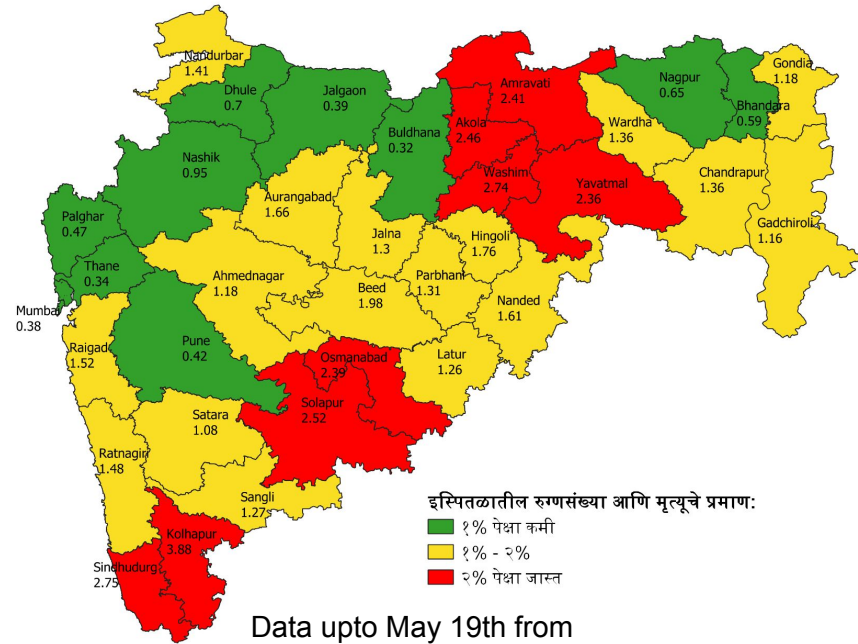 Nandurbar
1.41
Dhule
0.7
Jalgaon
0.39
Buldhana
0.32
Amravati
2.41
Akola
2.46
Washim
2.74
Yavatmal
2.36
Wardha
1.36
Nagpur
0.65
Bhandara
0.59
Gondia
1.18
Chandrapur
1.36
Gadchiroli
1.16
Nashik
0.95
Aurangabad
1.66
Jalna
1.3
Hingoli
1.76
Parbhani
1.31
Nanded
1.61
Palghar
0.47
Thane
0.34
Mumbai
0.38
Ahmednagar
1.18
Beed
1.98
Raigad
1.52
Pune
0.42
Osmanabad
2.39
Latur
1.26
Solapur
2.52
Satara
1.08
Ratnagiri
1.48
Sangli
1.27
Kolhapur
3.88
Sindhudurg
2.75
इस्पितळातील रुग्णसंख्या आणि मृत्यूचे प्रमाण:
१% पेक्षा कमी
१% - २%
२% पेक्षा जास्त
Data upto May 19th from